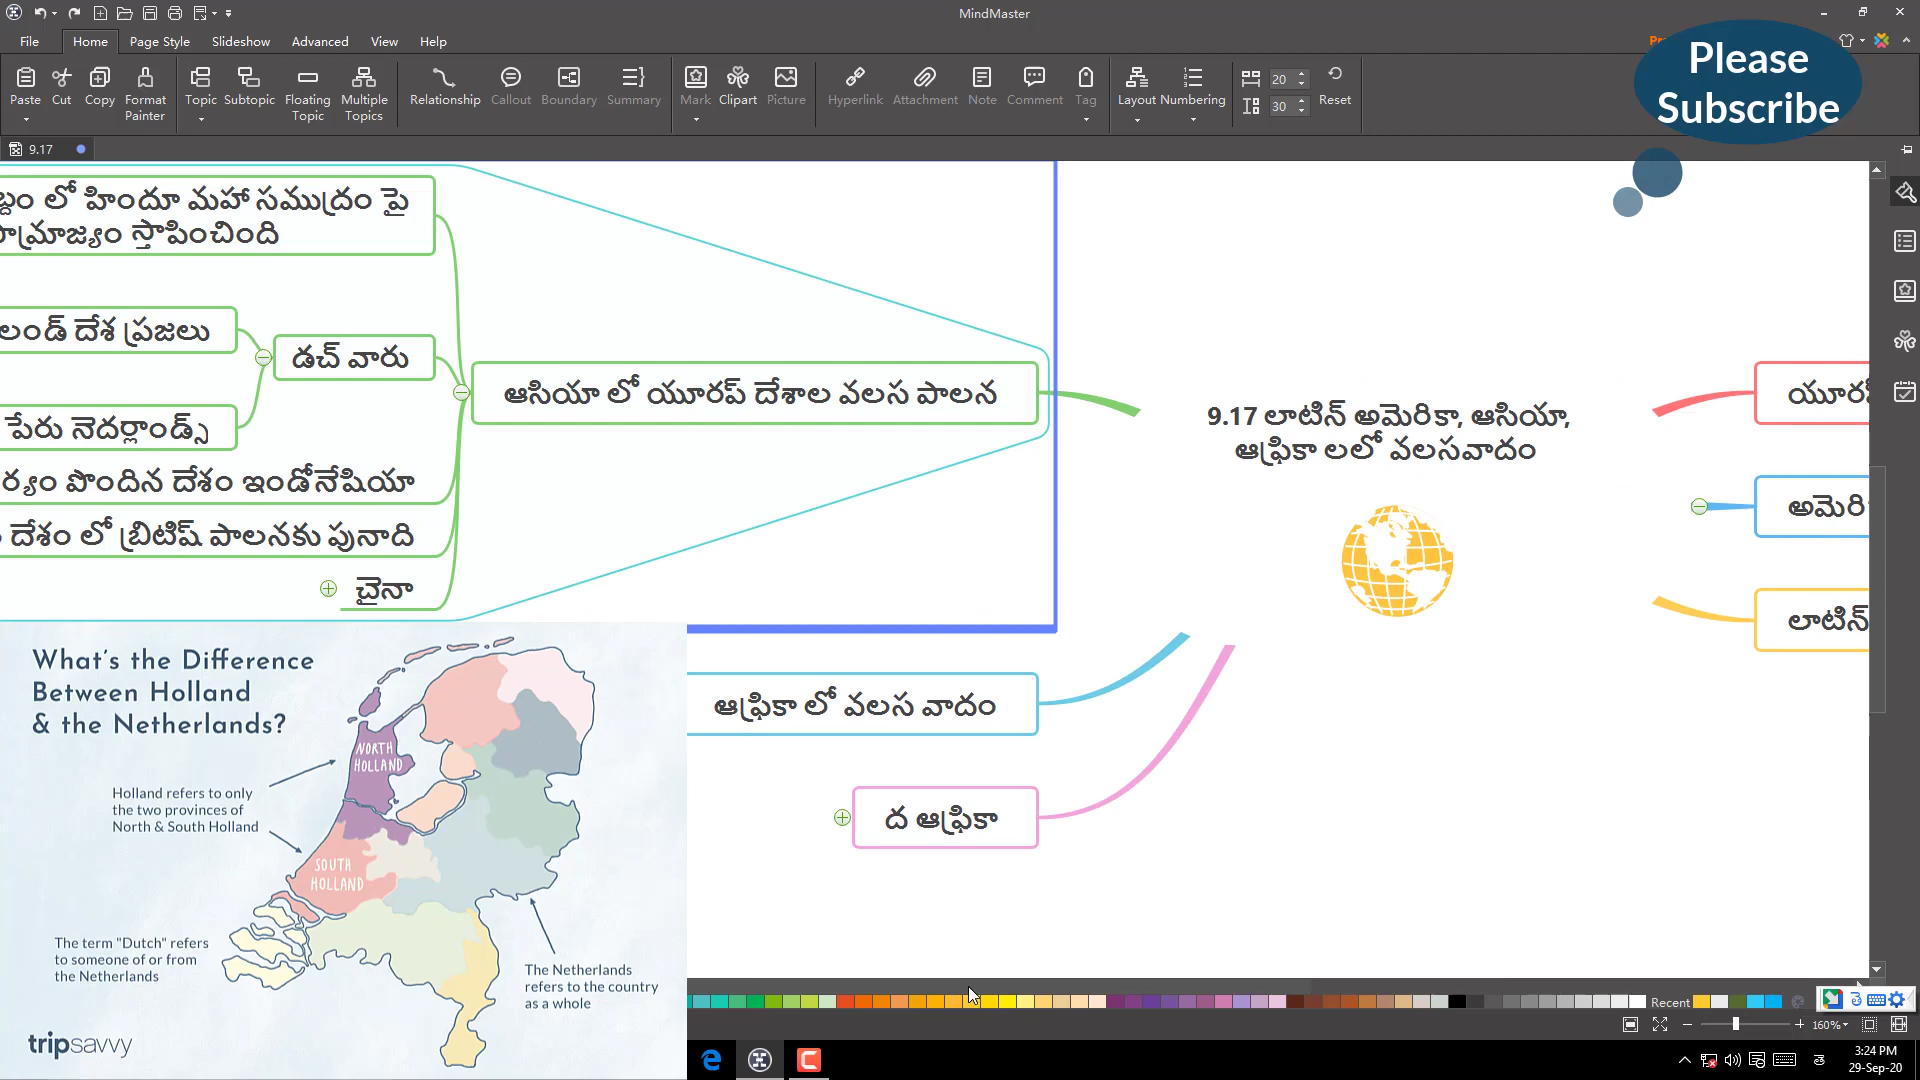 MindMaster
File
Home
Page Style
Slideshow
Advanced
View
Help
Please
Subscribe
Paste
Cut
Copy
Format
Painter
Topic
Subtopic
Floating
Topic
Multiple
Topics
Relationship
Callout
Boundary
Summary
Mark
Clipart
Picture
Hyperlink
Attachment
Note
Comment
Tag
Layout
Numbering
20
30
Reset
9.17
లో హిందూ మహా సముద్రం పై
స్తాపించింది
దేశ ప్రజలు
డచ్ వారు
పేరు నెదర్లాండ్స్
ఆసియా లో యూరప్ దేశాల వలస పాలన
పొందిన దేశం ఇండోనేషియా
దేశం లో బ్రిటిష్ పాలనకు పునాది
చైనా
9.17 లాటిన్ అమెరికా, ఆసియా,
ఆఫ్రికా లలో వలసవాదం
లాటిన్
ఆఫ్రికా లో వలస వాదం
ద ఆఫ్రికా
What's the Difference
Between Holland
& the Netherlands?
NORTH
HOLLAND
Holland refers to only
the two provinces of
North & South Holland
SOUTH
HOLLAND
The term "Dutch" refers
to someone of or from
the Netherlands
The Netherlands
refers to the country
as a whole
tripsavvy
Recent
160%
3:24 PM
29-Sep-20